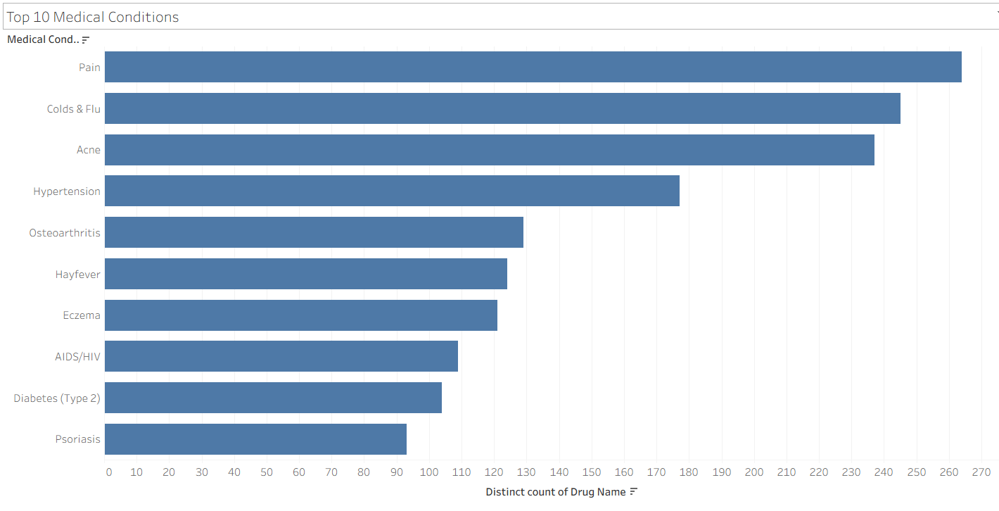 Top 10 Medical Conditions
Medical Cond..
Pain
Colds & Flu
Acne
Hypertension
Osteoarthritis
Hayfever
Eczema
AIDS/HIV
Diabetes (Type 2)
Psoriasis
0 10 20 30 40 50 60 70 80 90 100 110 120 130 140 150 160 170 180 190 200 210 220 230 240 250 260 270
Distinct count of Drug Name